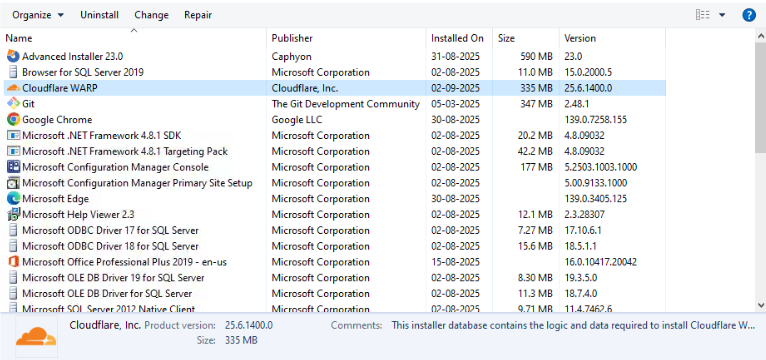 Organize Uninstall Change Repair
Name Publisher Installed On Size Version
Advanced Installer 23.0 Caphyon 31-08-2025 590 MB 23.0
Browser for SQL Server 2019 Microsoft Corporation 02-08-2025 11.0 MB 15.0.2000.5
Cloudflare WARP Cloudflare, Inc. 02-09-2025 335 MB 25.6.1400.0
Git The Git Development Community 05-03-2025 347 MB 2.48.1
Google Chrome Google LLC 30-08-2025 139.0.7258.155
Microsoft .NET Framework 4.8.1 SDK Microsoft Corporation 02-08-2025 20.2 MB 4.8.09032
Microsoft .NET Framework 4.8.1 Targeting Pack Microsoft Corporation 02-08-2025 42.2 MB 4.8.09032
Microsoft Configuration Manager Console Microsoft Corporation 02-08-2025 177 MB 5.2503.1003.1000
Microsoft Configuration Manager Primary Site Setup Microsoft Corporation 02-08-2025 5.00.9133.1000
Microsoft Edge Microsoft Corporation 30-08-2025 139.0.3405.125
Microsoft Help Viewer 2.3 Microsoft Corporation 02-08-2025 12.1 MB 2.3.28307
Microsoft ODBC Driver 17 for SQL Server Microsoft Corporation 02-08-2025 7.27 MB 17.10.6.1
Microsoft ODBC Driver 18 for SQL Server Microsoft Corporation 02-08-2025 15.6 MB 18.5.1.1
Microsoft Office Professional Plus 2019 - en-us Microsoft Corporation 15-08-2025 16.0.10417.20042
Microsoft OLE DB Driver 19 for SQL Server Microsoft Corporation 02-08-2025 8.30 MB 19.3.5.0
Microsoft OLE DB Driver for SQL Server Microsoft Corporation 02-08-2025 11.3 MB 18.7.4.0
Microsoft SQL Server 2012 Native Client Microsoft Corporation 02-08-2025 9.71 MB 11.4.7462.6
Cloudflare, Inc. Product version: 25.6.1400.0 Comments: This installer database contains the logic and data required to install Cloudflare W...
Size: 335 MB